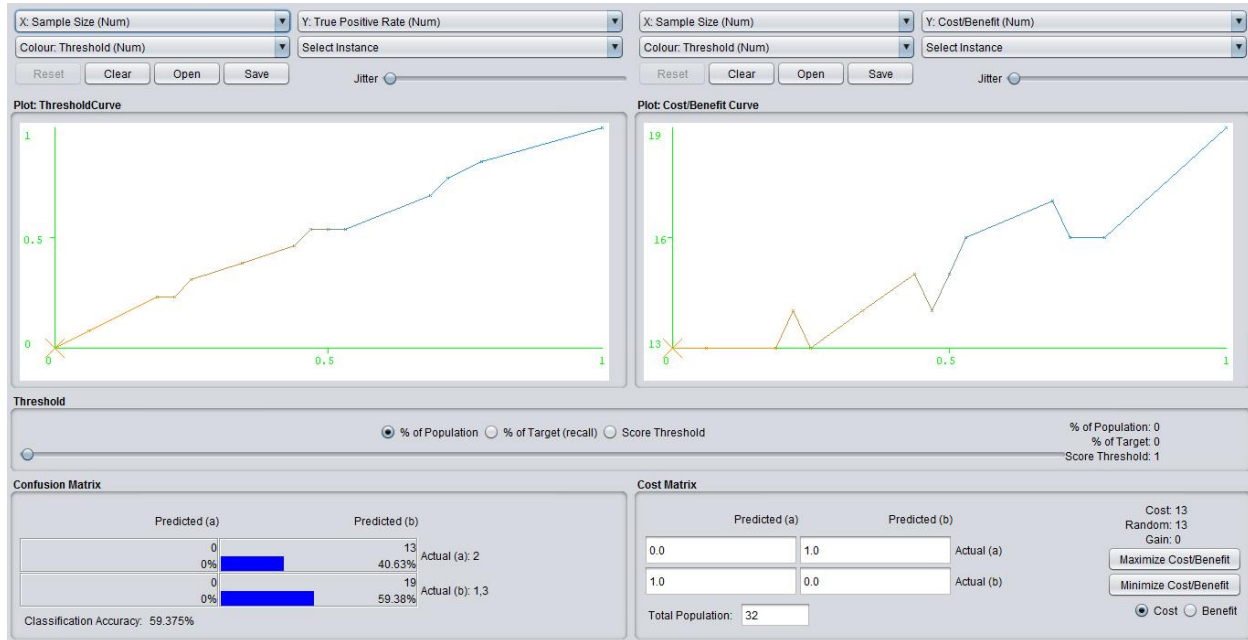 X: Sample Size (Num)
Y: True Positive Rate (Num)
X: Sample Size (Num)
Y: Cost/Benefit (Num)
Colour: Threshold (Num)
Select Instance
Colour: Threshold (Num)
Select Instance
Reset
Clear
Open
Save
Jitter
Reset
Clear
Open
Save
Jitter
Plot: ThresholdCurve
1
0.5
0
0
0.5
1
Plot: Cost/Benefit Curve
19
16
13
0
0.5
1
Threshold
% of Population
% of Target (recall)
Score Threshold
% of Population: 0
% of Target: 0
Score Threshold: 1
Confusion Matrix
Predicted (a)
Predicted (b)
0
0%
13
40.63%
Actual (a): 2
0
0%
19
59.38%
Actual (b): 1,3
Classification Accuracy: 59.375%
Cost Matrix
Predicted (a)
Predicted (b)
0.0
1.0
Actual (a)
1.0
0.0
Actual (b)
Total Population:
32
Cost: 13
Random: 13
Gain: 0
Maximize Cost/Benefit
Minimize Cost/Benefit
Cost
Benefit